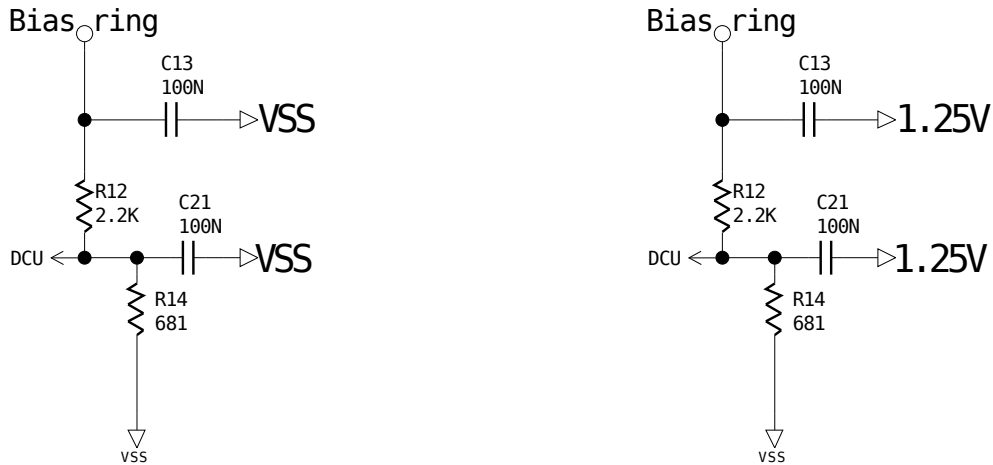 Bias ring
C13
100N
VSS
R12
2.2K
C21
100N
DCU
VSS
R14
681
VSS
Bias ring
C13
100N
1.25V
R12
2.2K
C21
100N
DCU
1.25V
R14
681
VSS